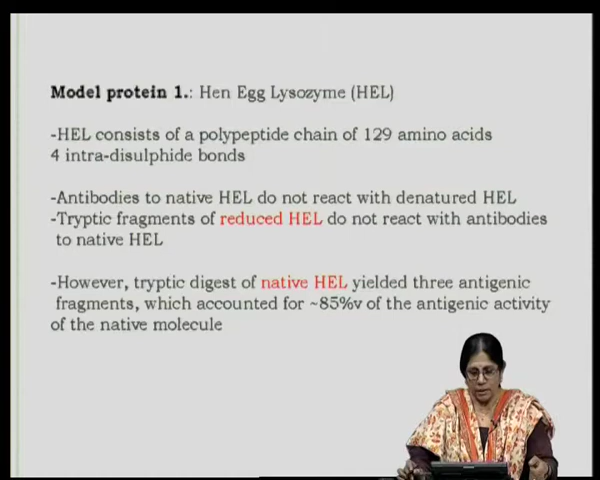 Model protein 1.: Hen Egg Lysozyme (HEL)
-HEL consists of a polypeptide chain of 129 amino acids
4 intra-disulphide bonds
-Antibodies to native HEL do not react with denatured HEL
-Tryptic fragments of reduced HEL do not react with antibodies
to native HEL
-However, tryptic digest of native HEL yielded three antigenic
fragments, which accounted for ~85%v of the antigenic activity
of the native molecule